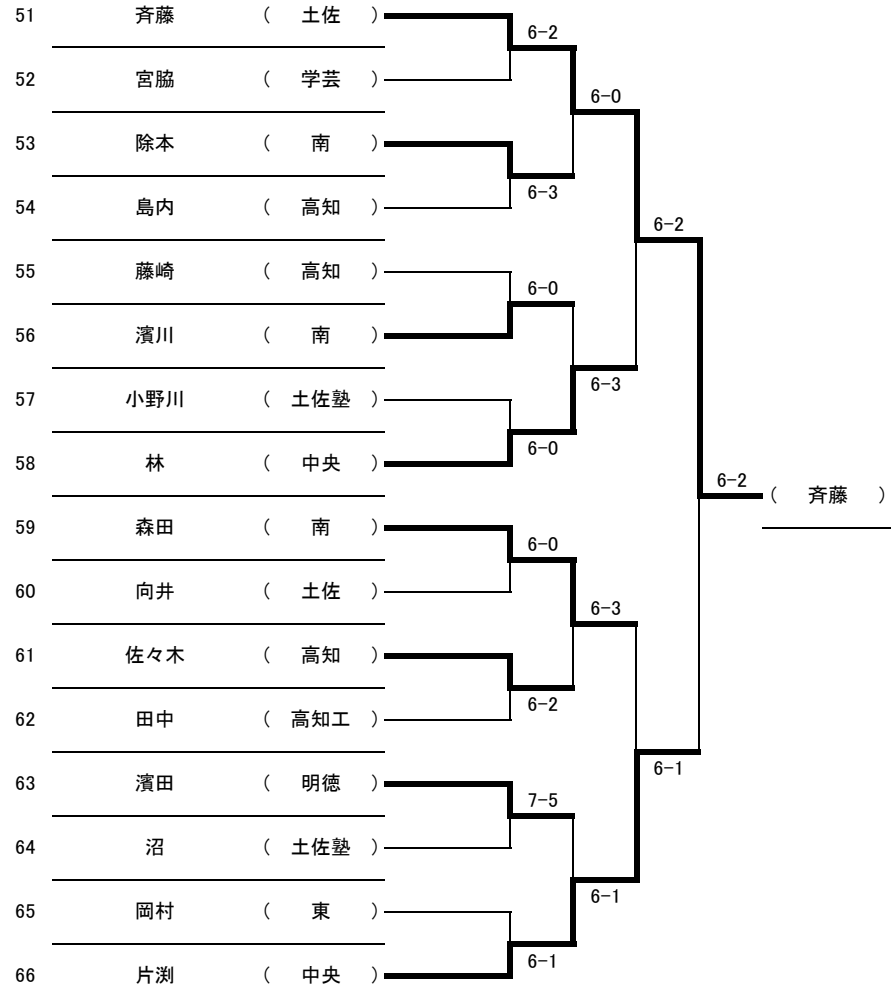 51 斉藤 ( 土佐 )
6-2
52 宮脇 ( 学芸 )
6-0
53 除本 ( 南 )
6-3
54 島内 ( 高知 )
6-2
55 藤崎 ( 高知 )
6-0
56 濱川 ( 南 )
6-3
57 小野川 ( 土佐塾 )
6-0
58 林 ( 中央 )
6-2 ( 斉藤 )
59 森田 ( 南 )
6-0
60 向井 ( 土佐 )
6-3
61 佐々木 ( 高知 )
6-2
62 田中 ( 高知工 )
6-1
63 濱田 ( 明徳 )
7-5
64 沼 ( 土佐塾 )
6-1
65 岡村 ( 東 )
6-1
66 片渕 ( 中央 )